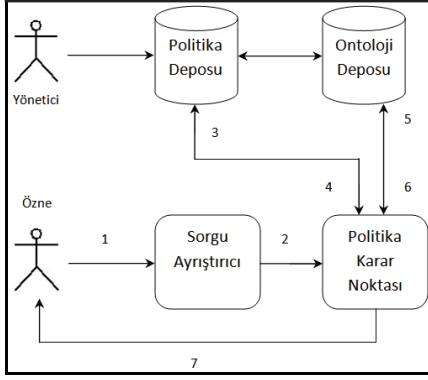 Politika
Deposu
Ontoloji
Deposu
Yönetici
3
5
4
6
Özne
1
Sorgu
Ayrıştırıcı
2
Politika
Karar
Noktası
7